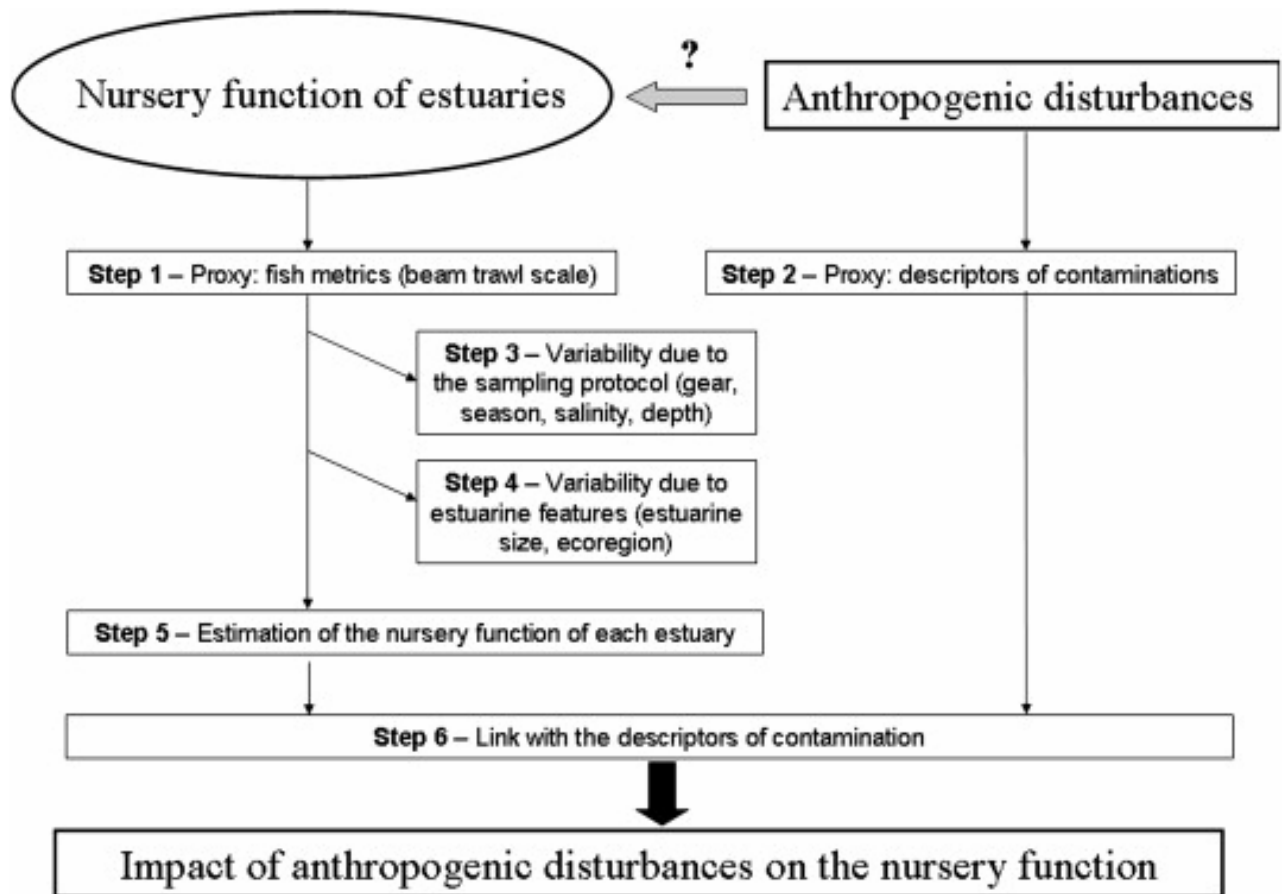 ?
Nursery function of estuaries
Anthropogenic disturbances
Step 1 – Proxy: fish metrics (beam trawl scale)
Step 2 – Proxy: descriptors of contaminations
Step 3 – Variability due to
the sampling protocol (gear,
season, salinity, depth)
Step 4 – Variability due to
estuarine features (estuarine
size, ecoregion)
Step 5 – Estimation of the nursery function of each estuary
Step 6 – Link with the descriptors of contamination
Impact of anthropogenic disturbances on the nursery function